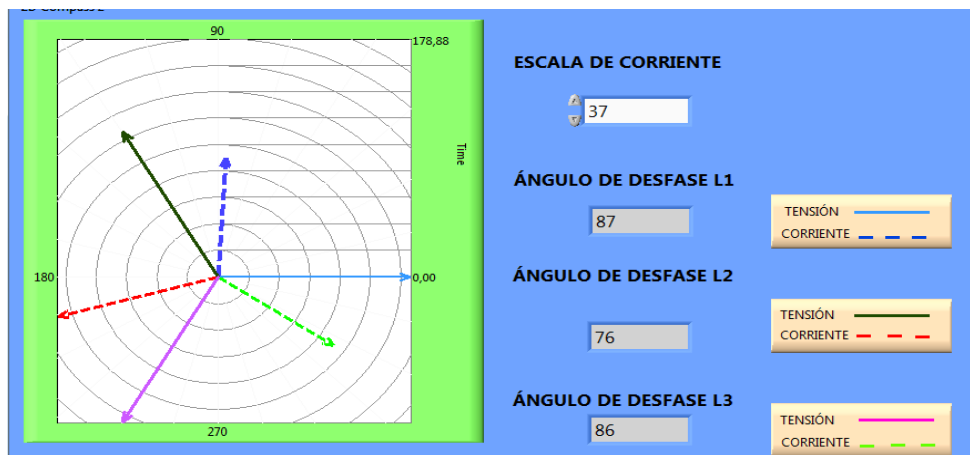 90
178,88
Time
180
0,00
270
ESCALA DE CORRIENTE
37
ÁNGULO DE DESFASE L1
87
TENSIÓN
CORRIENTE
ÁNGULO DE DESFASE L2
76
TENSIÓN
CORRIENTE
ÁNGULO DE DESFASE L3
86
TENSIÓN
CORRIENTE